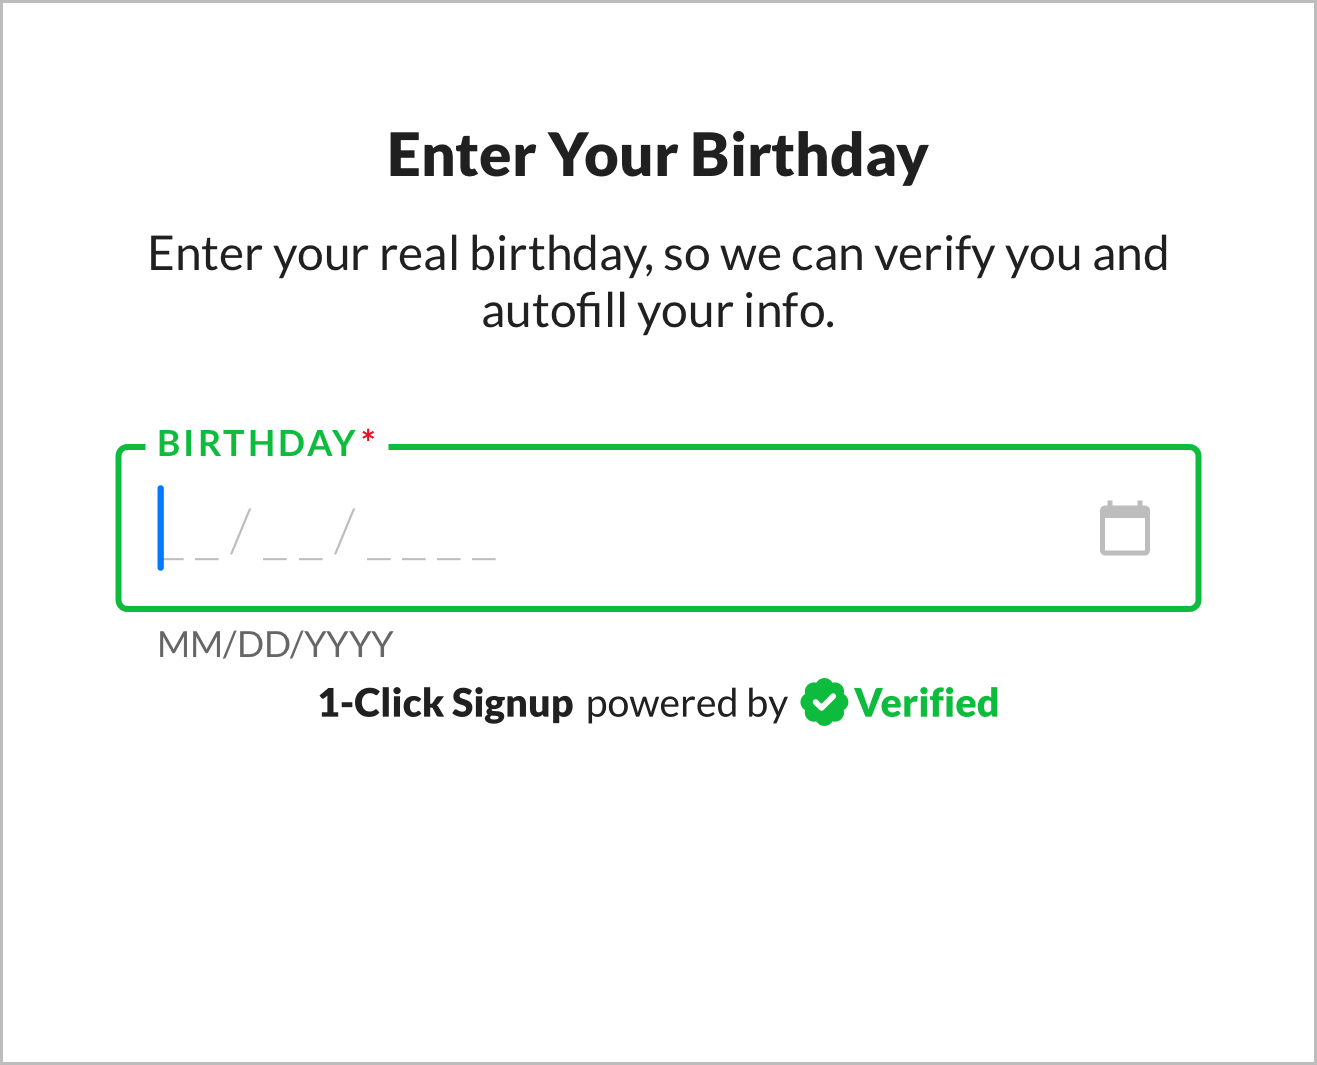 Enter Your Birthday
Enter your real birthday, so we can verify you and
autofill your info.
BIRTHDAY*
__/__/____
MM/DD/YYYY
1-Click Signup powered by Verified